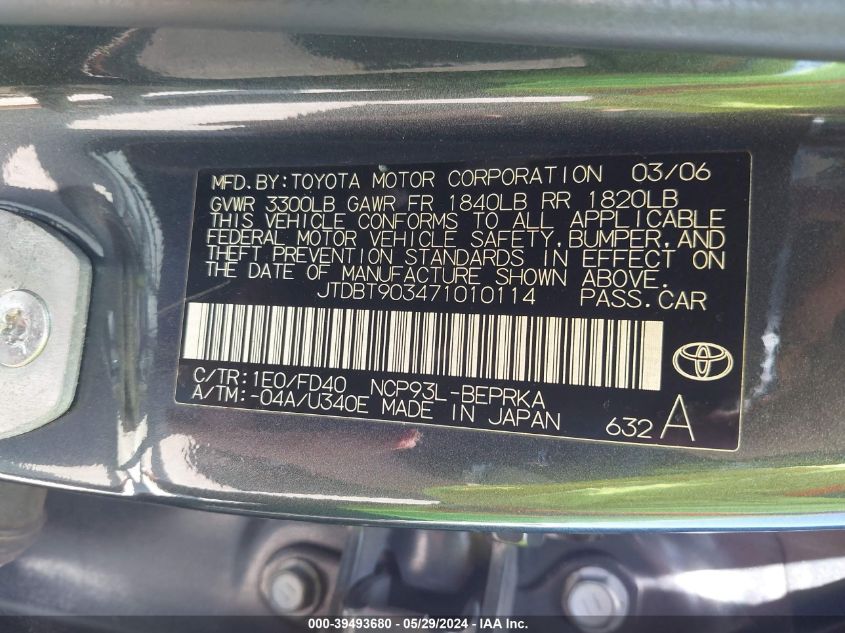 MFD.BY:TOYOTA MOTOR CORPORATION 03/06
GVWR 3300LB GAWR FR 1840LB RR 1820LB
THIS VEHICLE CONFORMS TO ALL APPLICABLE
FEDERAL MOTOR VEHICLE SAFETY,BUMPER,AND
THEFT PREVENTION STANDARDS IN EFFECT ON
THE DATE OF MANUFACTURE SHOWN ABOVE.
JTDBT903471010114 PASS.CAR
C/TR:1E0/FD40 NCP93L-BEPRKA
A/TM:-04A/U340E MADE IN JAPAN
632 A
000-39493680 - 05/29/2024 - IAA Inc.